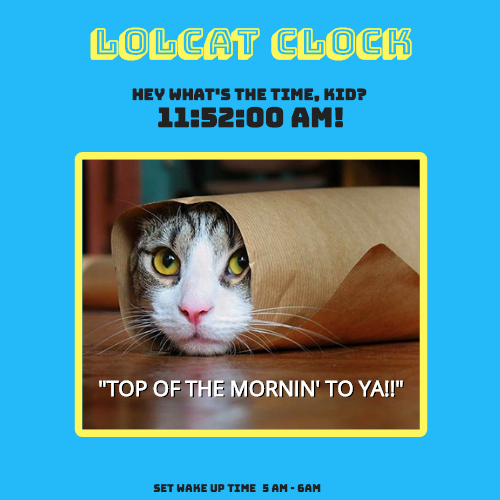 LOLCAT CLOCK
HEY WHAT'S THE TIME, KID?
11:52:00 AM!
"TOP OF THE MORNIN' TO YA!!"
SET WAKE UP TIME 5 AM - 6AM